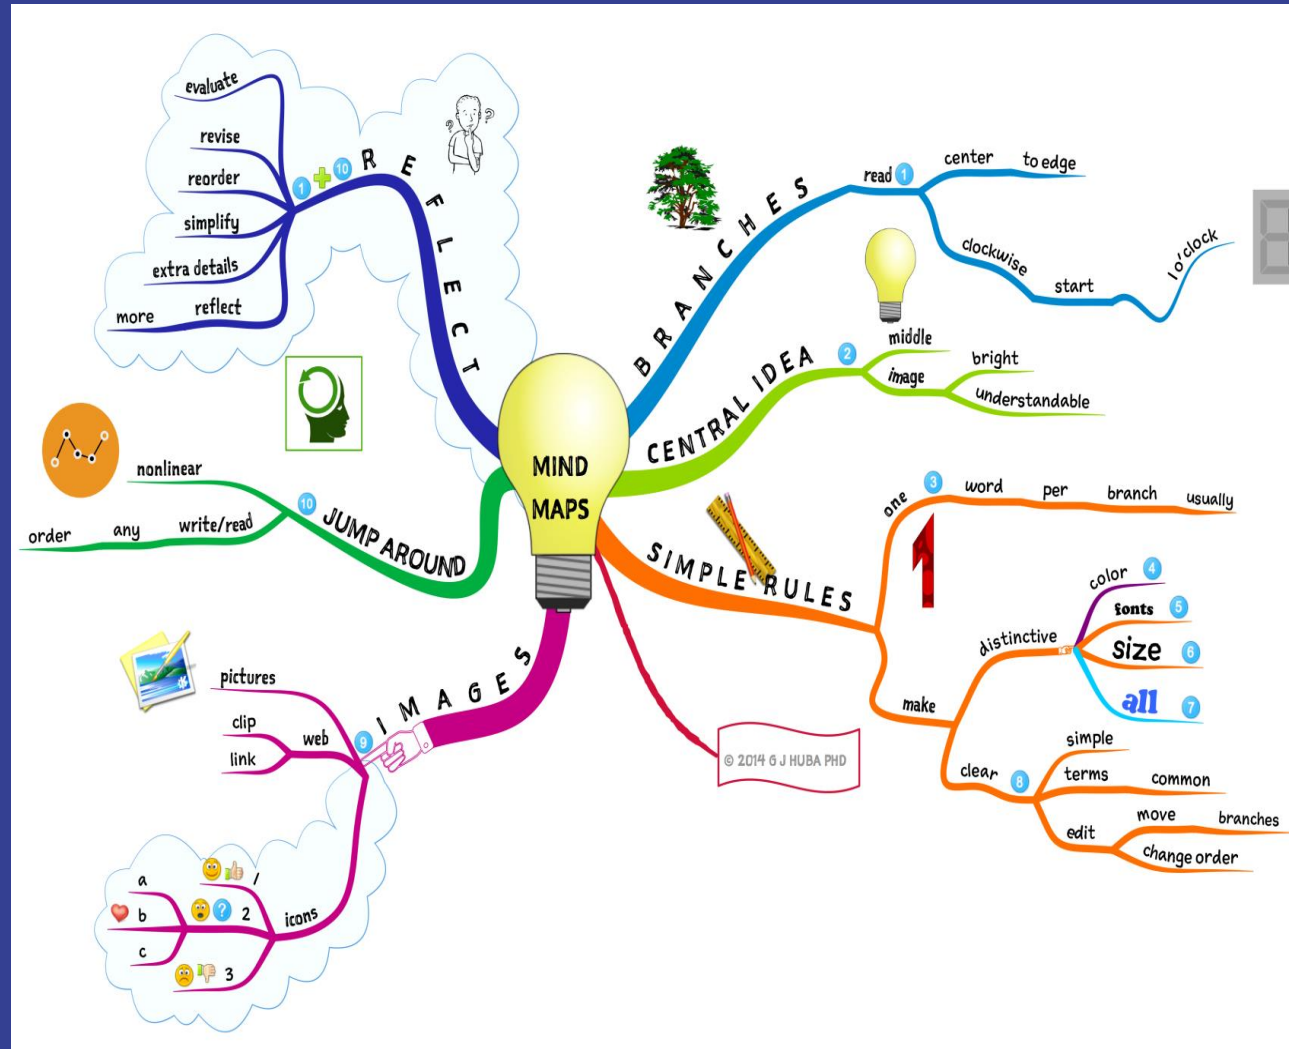 MIND
MAPS
BRANCHES
read 1
center
to edge
clockwise
start
1 o'clock
CENTRAL IDEA
2
middle
image
bright
understandable
SIMPLE RULES
one
3
word
per
branch
usually
1
make
distinctive
color 4
fonts 5
size 6
all 7
clear 8
simple
terms
common
edit
move
branches
change order
© 2014 G J HUBA PHD
IMAGES
9
pictures
web
clip
link
icons
1
? 2
a
b
c
3
JUMP AROUND
10
nonlinear
write/read
any
order
REFLECT
1 + 10
? ?
evaluate
revise
reorder
simplify
extra details
reflect
more